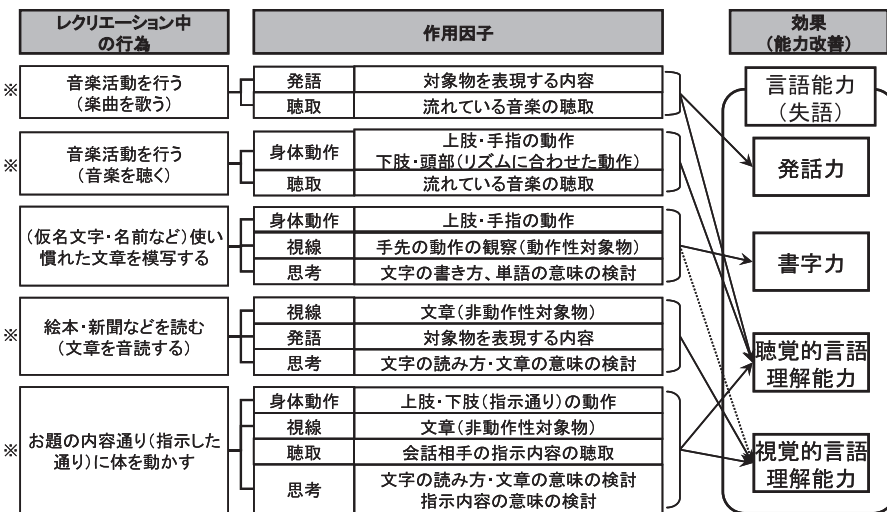 レクリエーション中
の行為
作用因子
効果
(能力改善)
※
音楽活動を行う
(楽曲を歌う)
発語
対象物を表現する内容
聴取
流れている音楽の聴取
※
音楽活動を行う
(音楽を聴く)
身体動作
上肢・手指の動作
下肢・頭部(リズムに合わせた動作)
聴取
流れている音楽の聴取
(仮名文字・名前など)使い
慣れた文章を模写する
身体動作
上肢・手指の動作
視線
手先の動作の観察(動作性対象物)
思考
文字の書き方、単語の意味の検討
※
絵本・新聞などを読む
(文章を音読する)
視線
文章(非動作性対象物)
発語
対象物を表現する内容
思考
文字の読み方・文章の意味の検討
※
お題の内容通り(指示した
通り)に体を動かす
身体動作
上肢・下肢(指示通り)の動作
視線
文章(非動作性対象物)
聴取
会話相手の指示内容の聴取
思考
文字の読み方・文章の意味の検討
指示内容の意味の検討
言語能力
(失語)
発話力
書字力
聴覚的言語
理解能力
視覚的言語
理解能力